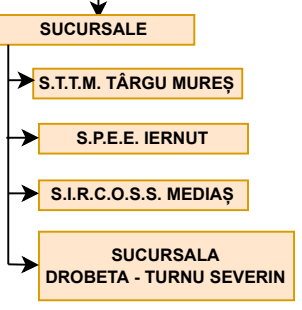 SUCURSALE
S.T.T.M. TÂRGU MUREȘ
S.P.E.E. IERNUT
S.I.R.C.O.S.S. MEDIAȘ
SUCURSALA
DROBETA - TURNU SEVERIN